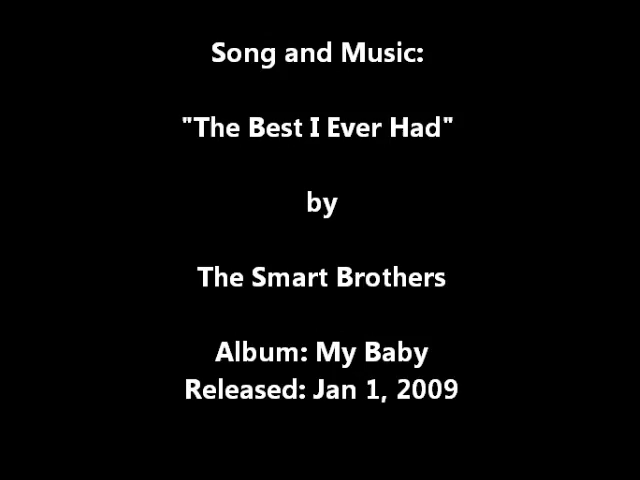 Song and Music:
"The Best I Ever Had"
by
The Smart Brothers
Album: My Baby
Released: Jan 1, 2009